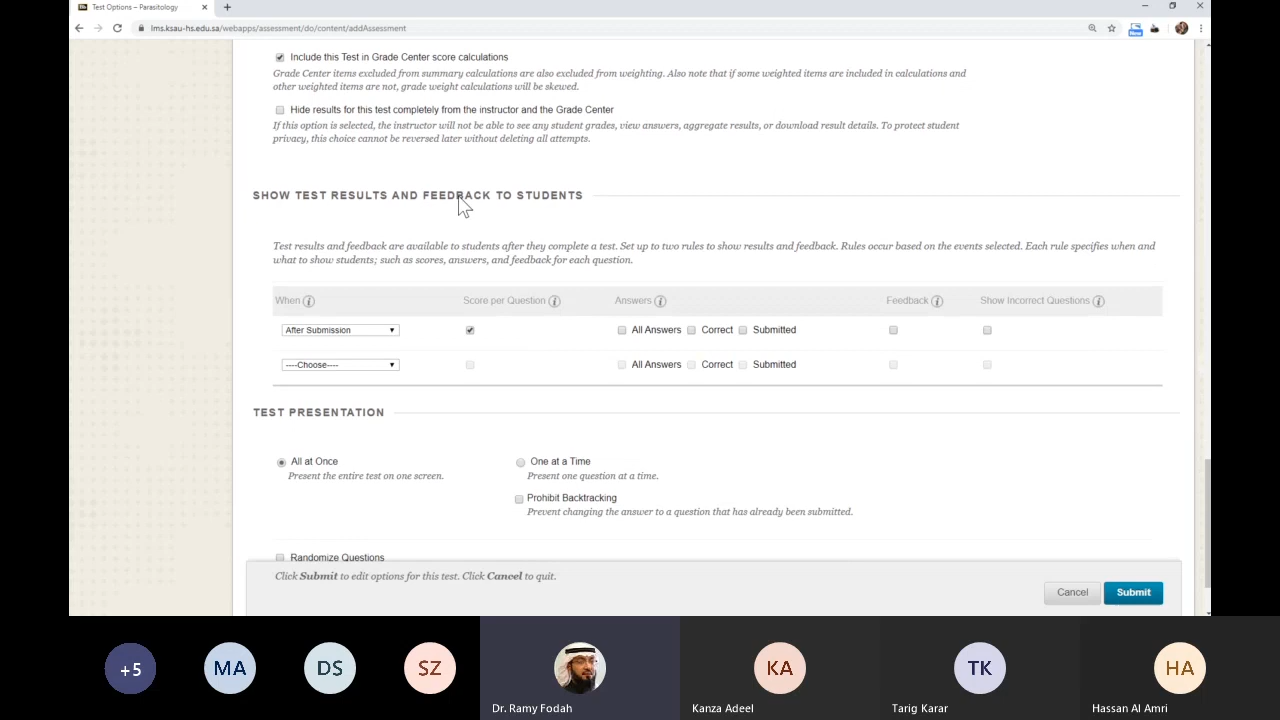 Test Options – Parasitology
lms.ksau-hs.edu.sa/webapps/assessment/do/content/addAssessment
New
Include this Test in Grade Center score calculations
Grade Center items excluded from summary calculations are also excluded from weighting. Also note that if some weighted items are included in calculations and
other weighted items are not, grade weight calculations will be skewed.
Hide results for this test completely from the instructor and the Grade Center
If this option is selected, the instructor will not be able to see any student grades, view answers, aggregate results, or download result details. To protect student
privacy, this choice cannot be reversed later without deleting all attempts.
SHOW TEST RESULTS AND FEEDBACK TO STUDENTS
Test results and feedback are available to students after they complete a test. Set up to two rules to show results and feedback. Rules occur based on the events selected. Each rule specifies when and
what to show students; such as scores, answers, and feedback for each question.
When Score per Question Answers Feedback Show Incorrect Questions
After Submission All Answers Correct Submitted
----Choose---- All Answers Correct Submitted
TEST PRESENTATION
All at Once One at a Time
Present the entire test on one screen. Present one question at a time.
Prohibit Backtracking
Prevent changing the answer to a question that has already been submitted.
Randomize Questions
Click Submit to edit options for this test. Click Cancel to quit.
Cancel Submit
+5 MA DS SZ KA TK HA
Dr. Ramy Fodah Kanza Adeel Tarig Karar Hassan Al Amri